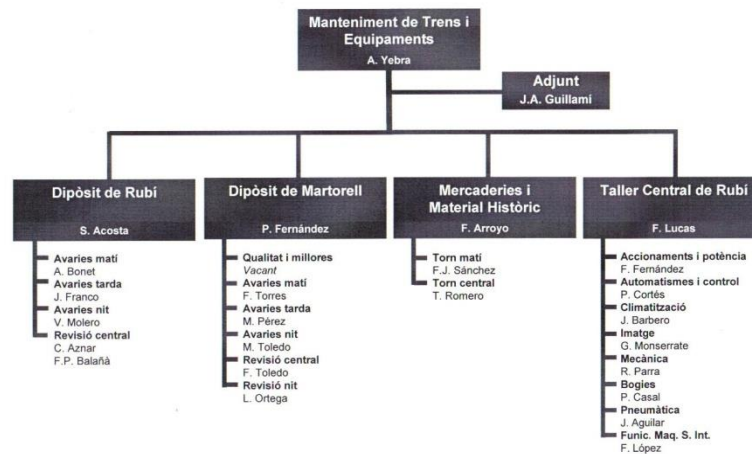 Manteniment de Trens i
Equipaments
A. Yebra
Adjunt
J.A. Guillamí
Dipòsit de Rubí
S. Acosta
Avaries matí
A. Bonet
Avaries tarda
J. Franco
Avaries nit
V. Molero
Revisió central
C. Aznar
F.P. Balañà
Dipòsit de Martorell
P. Fernández
Qualitat i millores
Vacant
Avaries matí
F. Torres
Avaries tarda
M. Pérez
Avaries nit
M. Toledo
Revisió central
F. Toledo
Revisió nit
L. Ortega
Mercaderies i
Material Històric
F. Arroyo
Torn matí
F.J. Sánchez
Torn central
T. Romero
Taller Central de Rubí
F. Lucas
Accionaments i potència
F. Fernández
Automatismes i control
P. Cortés
Climatització
J. Barbero
Imatge
G. Monserrate
Mecànica
R. Parra
Bogies
P. Casal
Pneumàtica
J. Aguilar
Funic. Maq. S. Int.
F. López